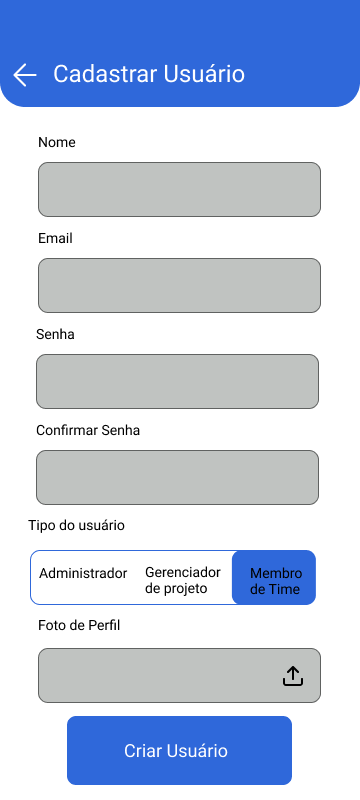 Cadastrar Usuário
Nome
Email
Senha
Confirmar Senha
Tipo do usuário
Administrador
Gerenciador
de projeto
Membro
de Time
Foto de Perfil
Criar Usuário